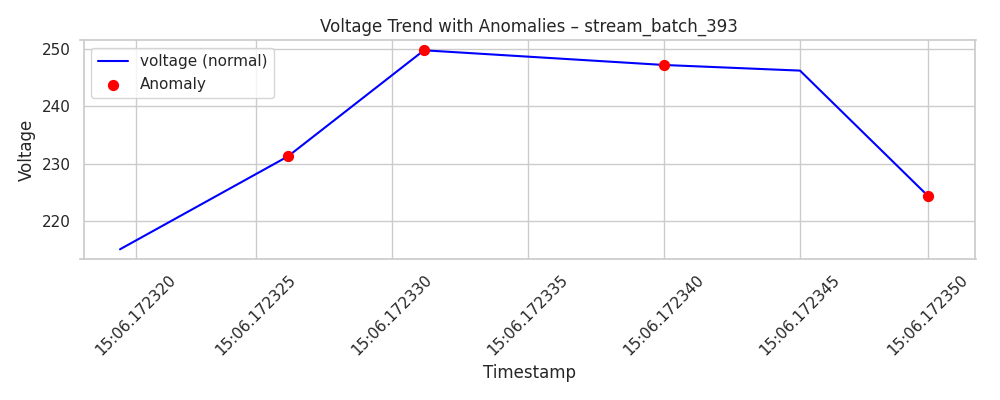 Voltage Trend with Anomalies – stream_batch_393
voltage (normal)
Anomaly
250
240
230
220
Voltage
15:06.172320
15:06.172325
15:06.172330
15:06.172335
15:06.172340
15:06.172345
15:06.172350
Timestamp